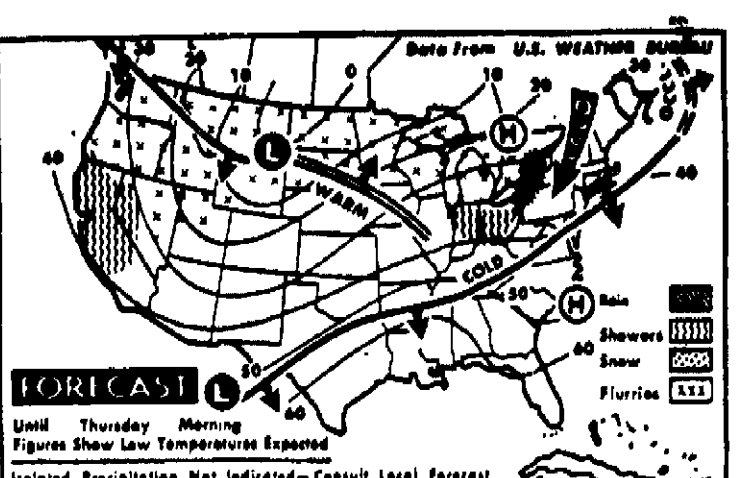 Data From U.S. WEATHER BUREAU
30
20
10
0
10
20
30
40
L
H
WARM
40
COLD
50
H
Rain
Showers
Snow
Flurries
XXX
60
50
60
FORECAST
L
Until Thursday Morning
Figures Show Low Temperatures Expected
Isolated Precipitation Not Indicated—Consult Local Forecast